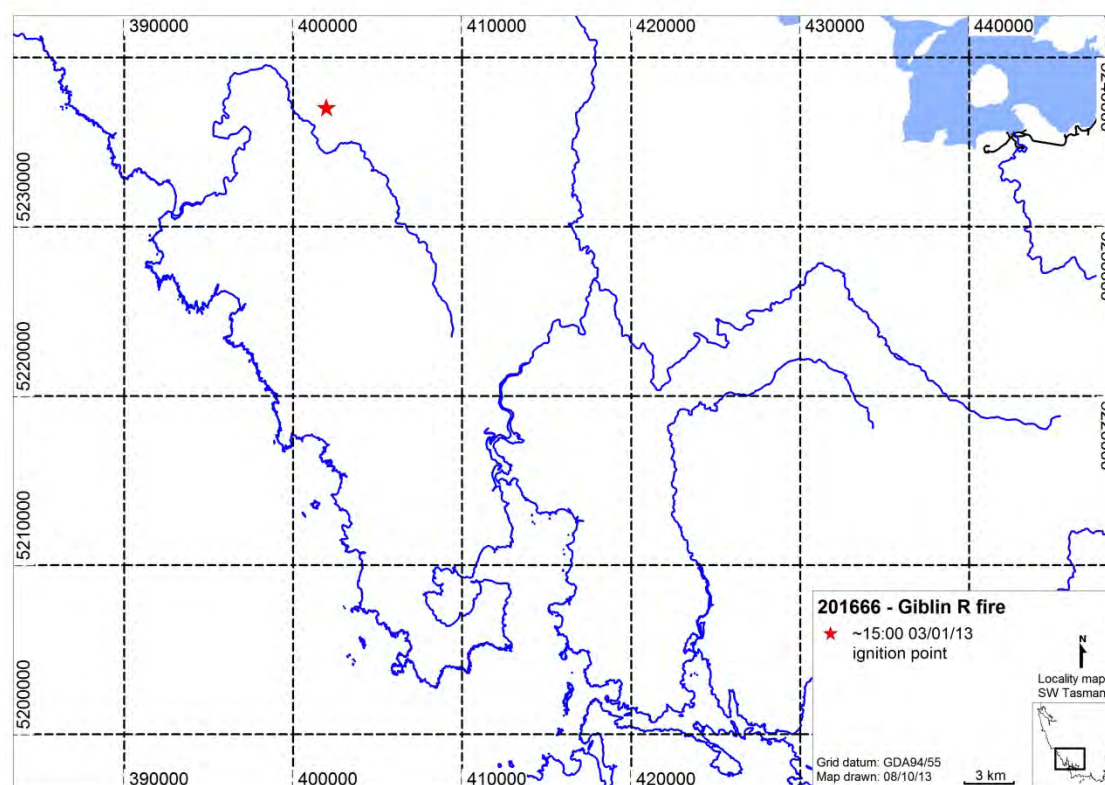 390000
400000
410000
420000
430000
440000
5230000
5220000
5210000
5200000
201666 - Giblin R fire
~15:00 03/01/13
ignition point
N
Locality map
SW Tasman
Grid datum: GDA94/55
Map drawn: 08/10/13
3 km
390000
400000
410000
420000